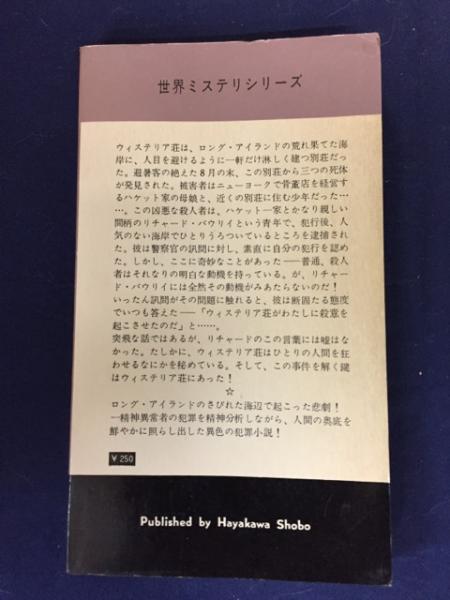 世界ミステリシリーズ
ウィステリア荘は、ロング・アイランドの荒れ果てた海
岸に、人目を避けるように一軒だけ淋しく建つ別荘だっ
た。避暑客の絶えた8月の末、この別荘から三つの死体
が発見された。被害者はニューヨークで骨董店を経営す
るハケット家の母娘と、近くの別荘に住む少年だった…
…。この凶悪な殺人者は、ハケット一家とかなり親しい
間柄のリチャード・バウリイという青年で、犯行後、人
気のない海岸でひとりうろついているところを逮捕され
た。彼は警察官の訊問に対し、素直に自分の犯行を認め
た。しかし、ここに奇妙なことがあった――普通、殺人
者はそれなりの明白な動機を持っている。が、リチャー
ド・バウリイには全然その動機がみあたらないのだ!
いったん訊問がその問題に触れると、彼は断固たる態度
でいつも答えた――「ウィステリア荘がわたしに殺意を
起こさせたのだ」と……。
突飛な話ではあるが、リチャードのこの言葉には嘘はな
かった。たしかに、ウィステリア荘はひとりの人間を狂
わせるなにかを秘めている。そして、この事件を解く鍵
はウィステリア荘にあった!
☆
ロング・アイランドのさびれた海辺で起こった悲劇!
一精神異常者の犯罪を精神分析しながら、人間の奥底を
鮮やかに照らし出した異色の犯罪小説!
¥250
Published by Hayakawa Shobo